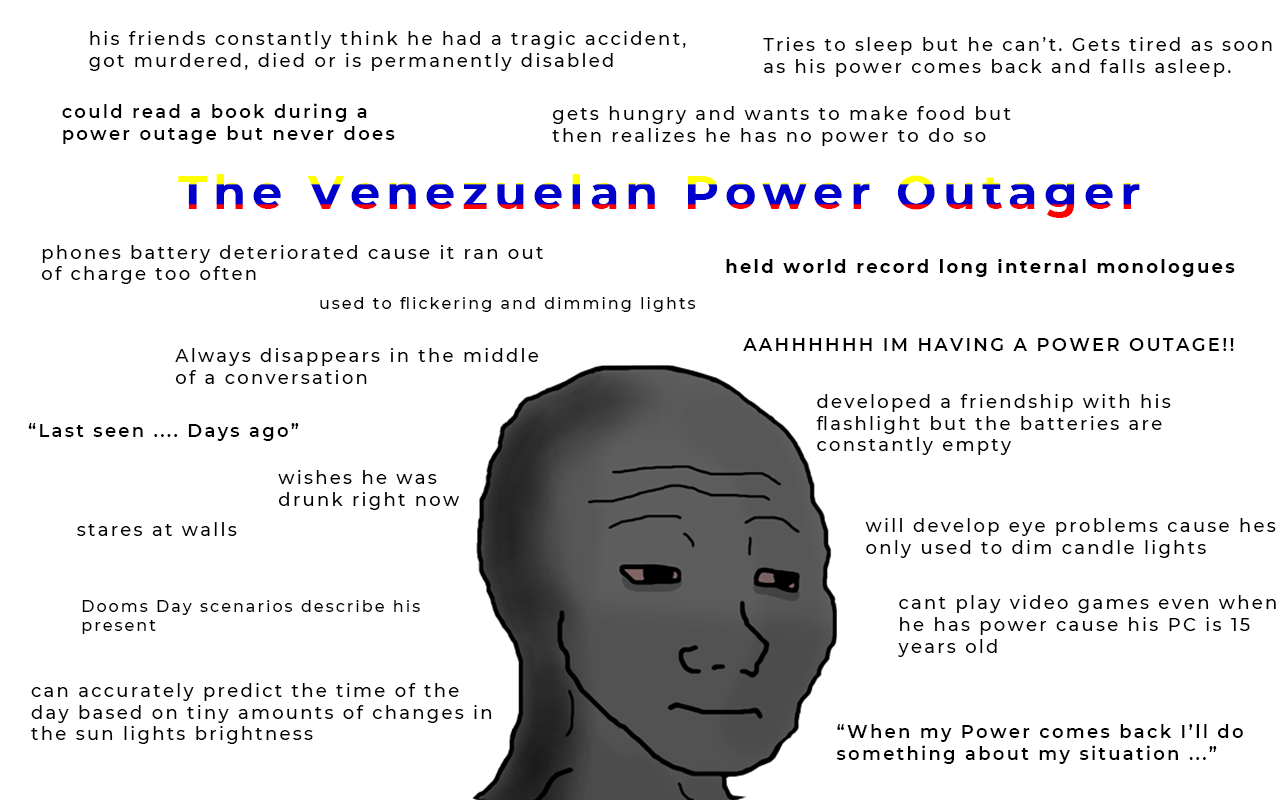 his friends constantly think he had a tragic accident,
got murdered, died or is permanently disabled
Tries to sleep but he can't. Gets tired as soon
as his power comes back and falls asleep.
could read a book during a
power outage but never does
gets hungry and wants to make food but
then realizes he has no power to do so
The Venezuelan Power Outager
phones battery deteriorated cause it ran out
of charge too often
held world record long internal monologues
used to flickering and dimming lights
AAHHHHHH IM HAVING A POWER OUTAGE!!
Always disappears in the middle
of a conversation
developed a friendship with his
flashlight but the batteries are
constantly empty
“Last seen .... Days ago”
wishes he was
drunk right now
stares at walls
will develop eye problems cause hes
only used to dim candle lights
Dooms Day scenarios describe his
present
cant play video games even when
he has power cause his PC is 15
years old
can accurately predict the time of the
day based on tiny amounts of changes in
the sun lights brightness
“When my Power comes back I’ll do
something about my situation ...”